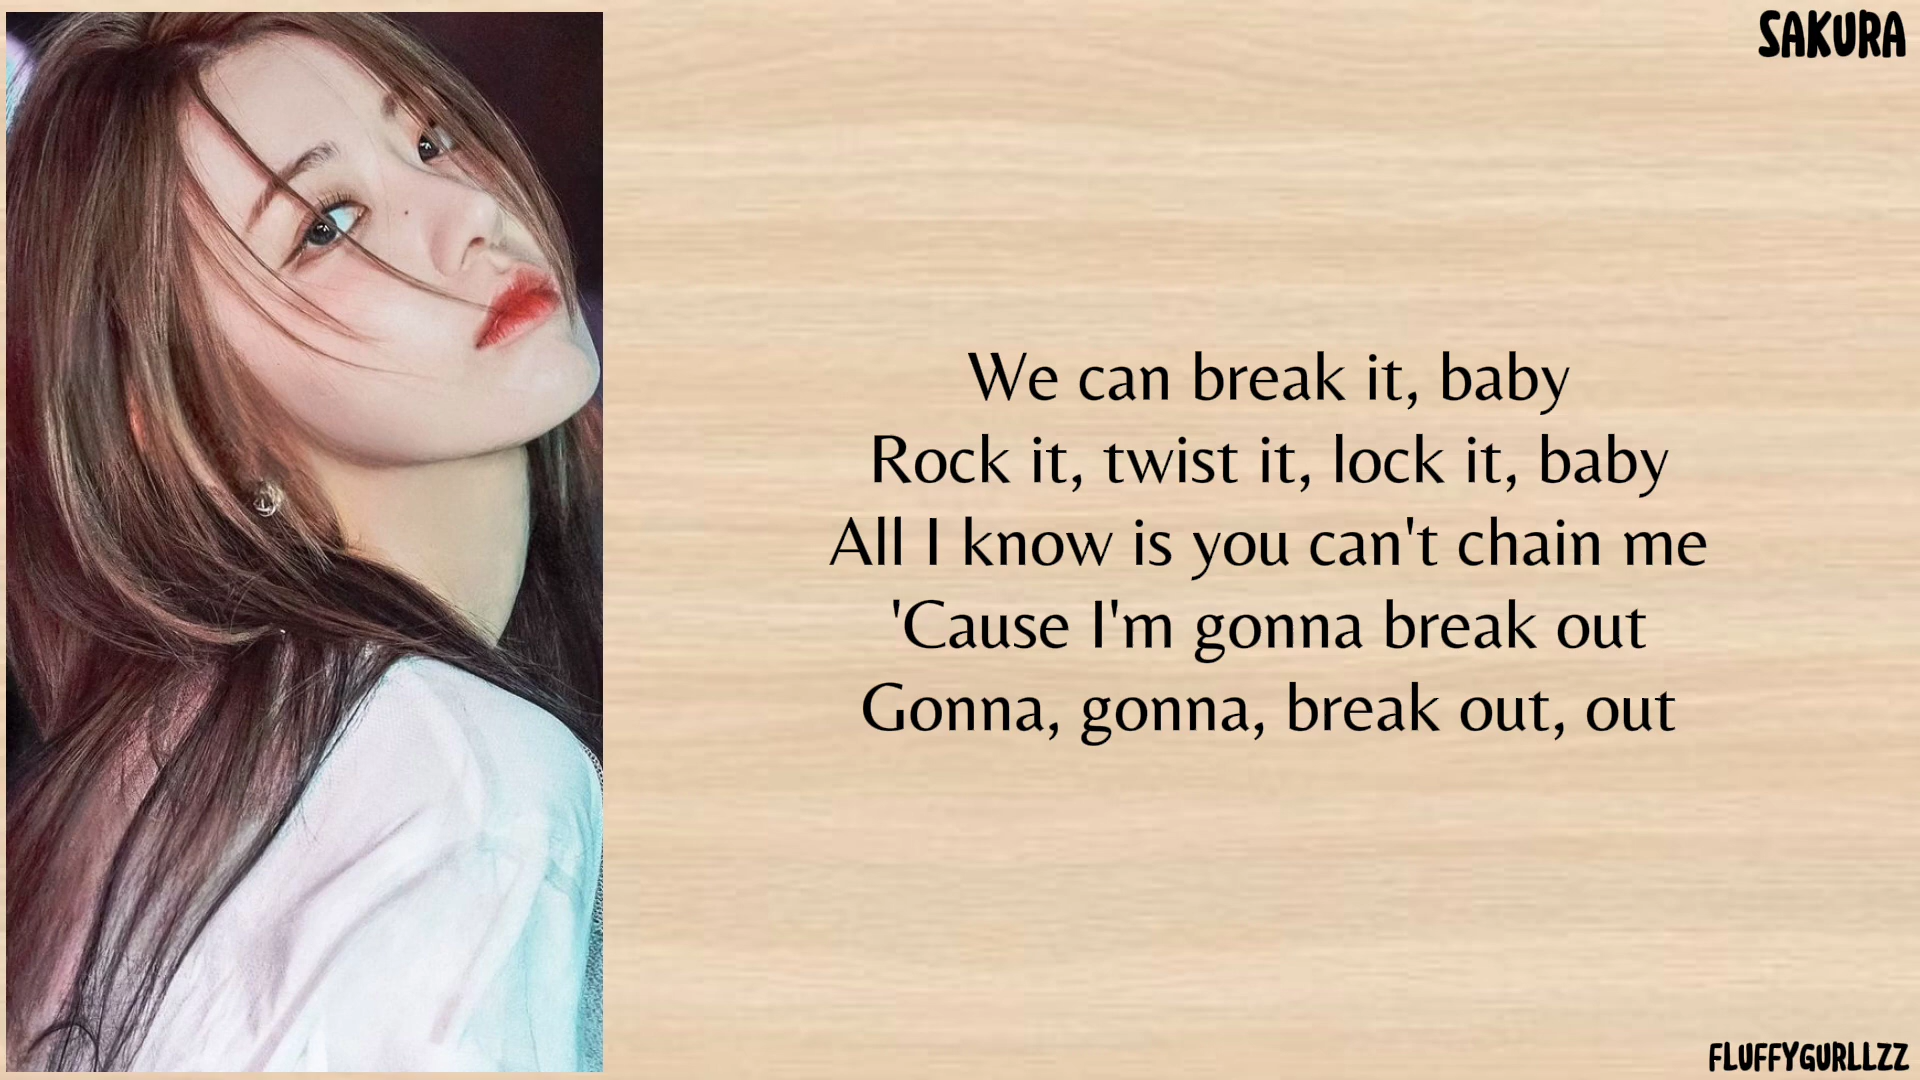 SAKURA
We can break it, baby
Rock it, twist it, lock it, baby
All I know is you can't chain me
'Cause I'm gonna break out
Gonna, gonna, break out, out
FLUFFYGURLLZZ